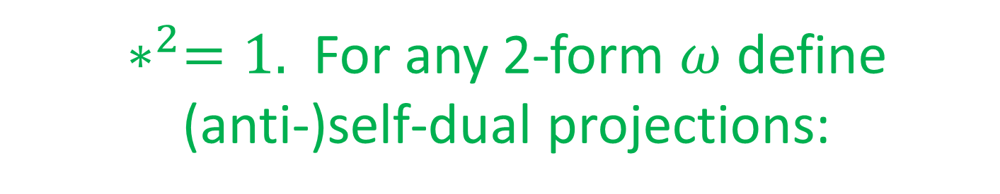 *²= 1. For any 2-form ω define
(anti-)self-dual projections: